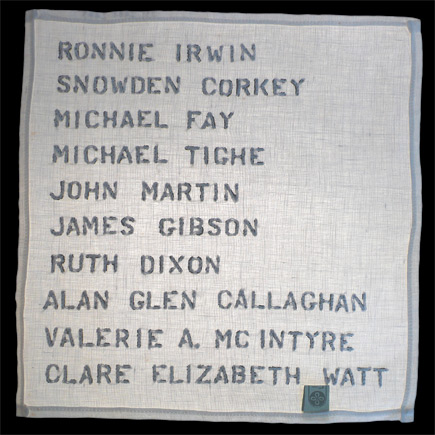 RONNIE IRWIN
SNOWDEN CORKEY
MICHAEL FAY
MICHAEL TIGHE
JOHN MARTIN
JAMES GIBSON
RUTH DIXON
ALAN GLEN CALLAGHAN
VALERIE A. MC INTYRE
CLARE ELIZABETH WATT